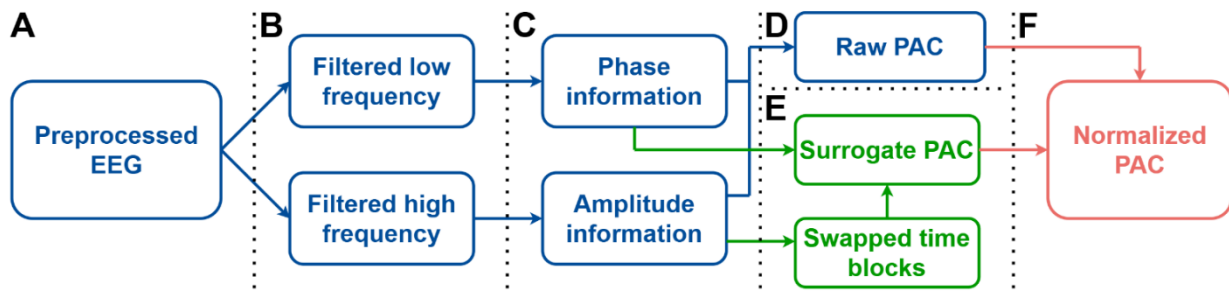 A
B
C
D
E
F
Preprocessed
EEG
Filtered low
frequency
Filtered high
frequency
Phase
information
Amplitude
information
Raw PAC
Surrogate PAC
Swapped time
blocks
Normalized
PAC